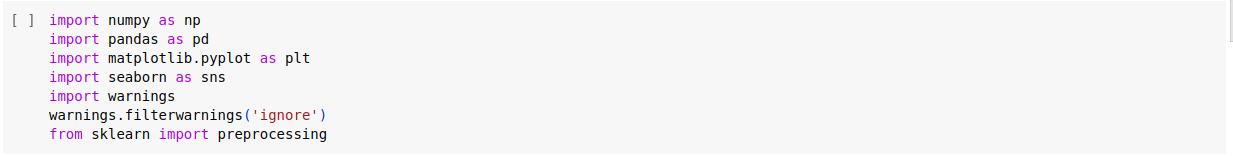 [ ] import numpy as np
import pandas as pd
import matplotlib.pyplot as plt
import seaborn as sns
import warnings
warnings.filterwarnings('ignore')
from sklearn import preprocessing